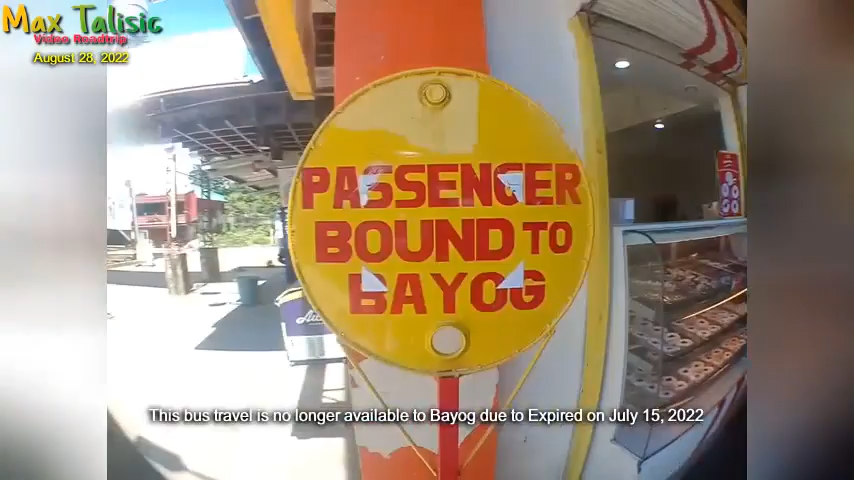 Max Talisic
Video Roadtrip
August 28, 2022
PASSENGER
BOUND TO
BAYOG
This bus travel is no longer available to Bayog due to Expired on July 15, 2022